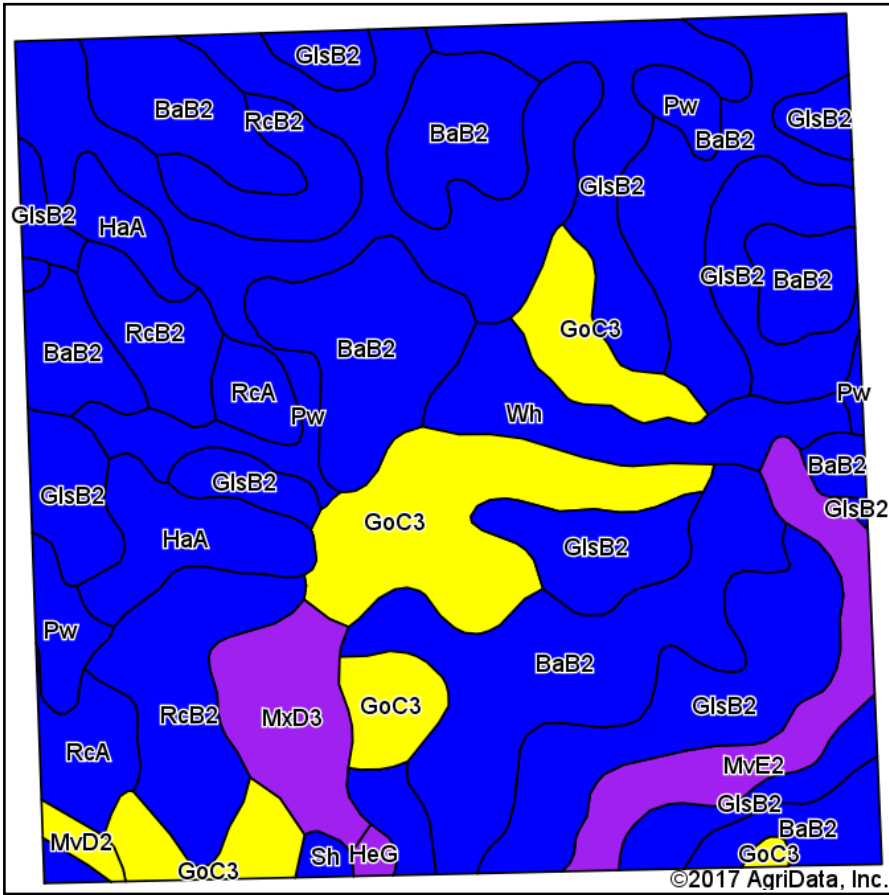 GlsB2
BaB2
RcB2
BaB2
Pw
GlsB2
BaB2
GlsB2
GlsB2
HaA
GlsB2
BaB2
RcB2
BaB2
BaB2
GoC3
RcA
Pw
Wh
Pw
BaB2
GlsB2
GlsB2
GlsB2
GoC3
HaA
GlsB2
Pw
BaB2
GoC3
GlsB2
RcB2
MxD3
RcA
MvE2
GlsB2
BaB2
MvD2
GoC3
Sh
HeG
GoC3
©2017 AgriData, Inc.